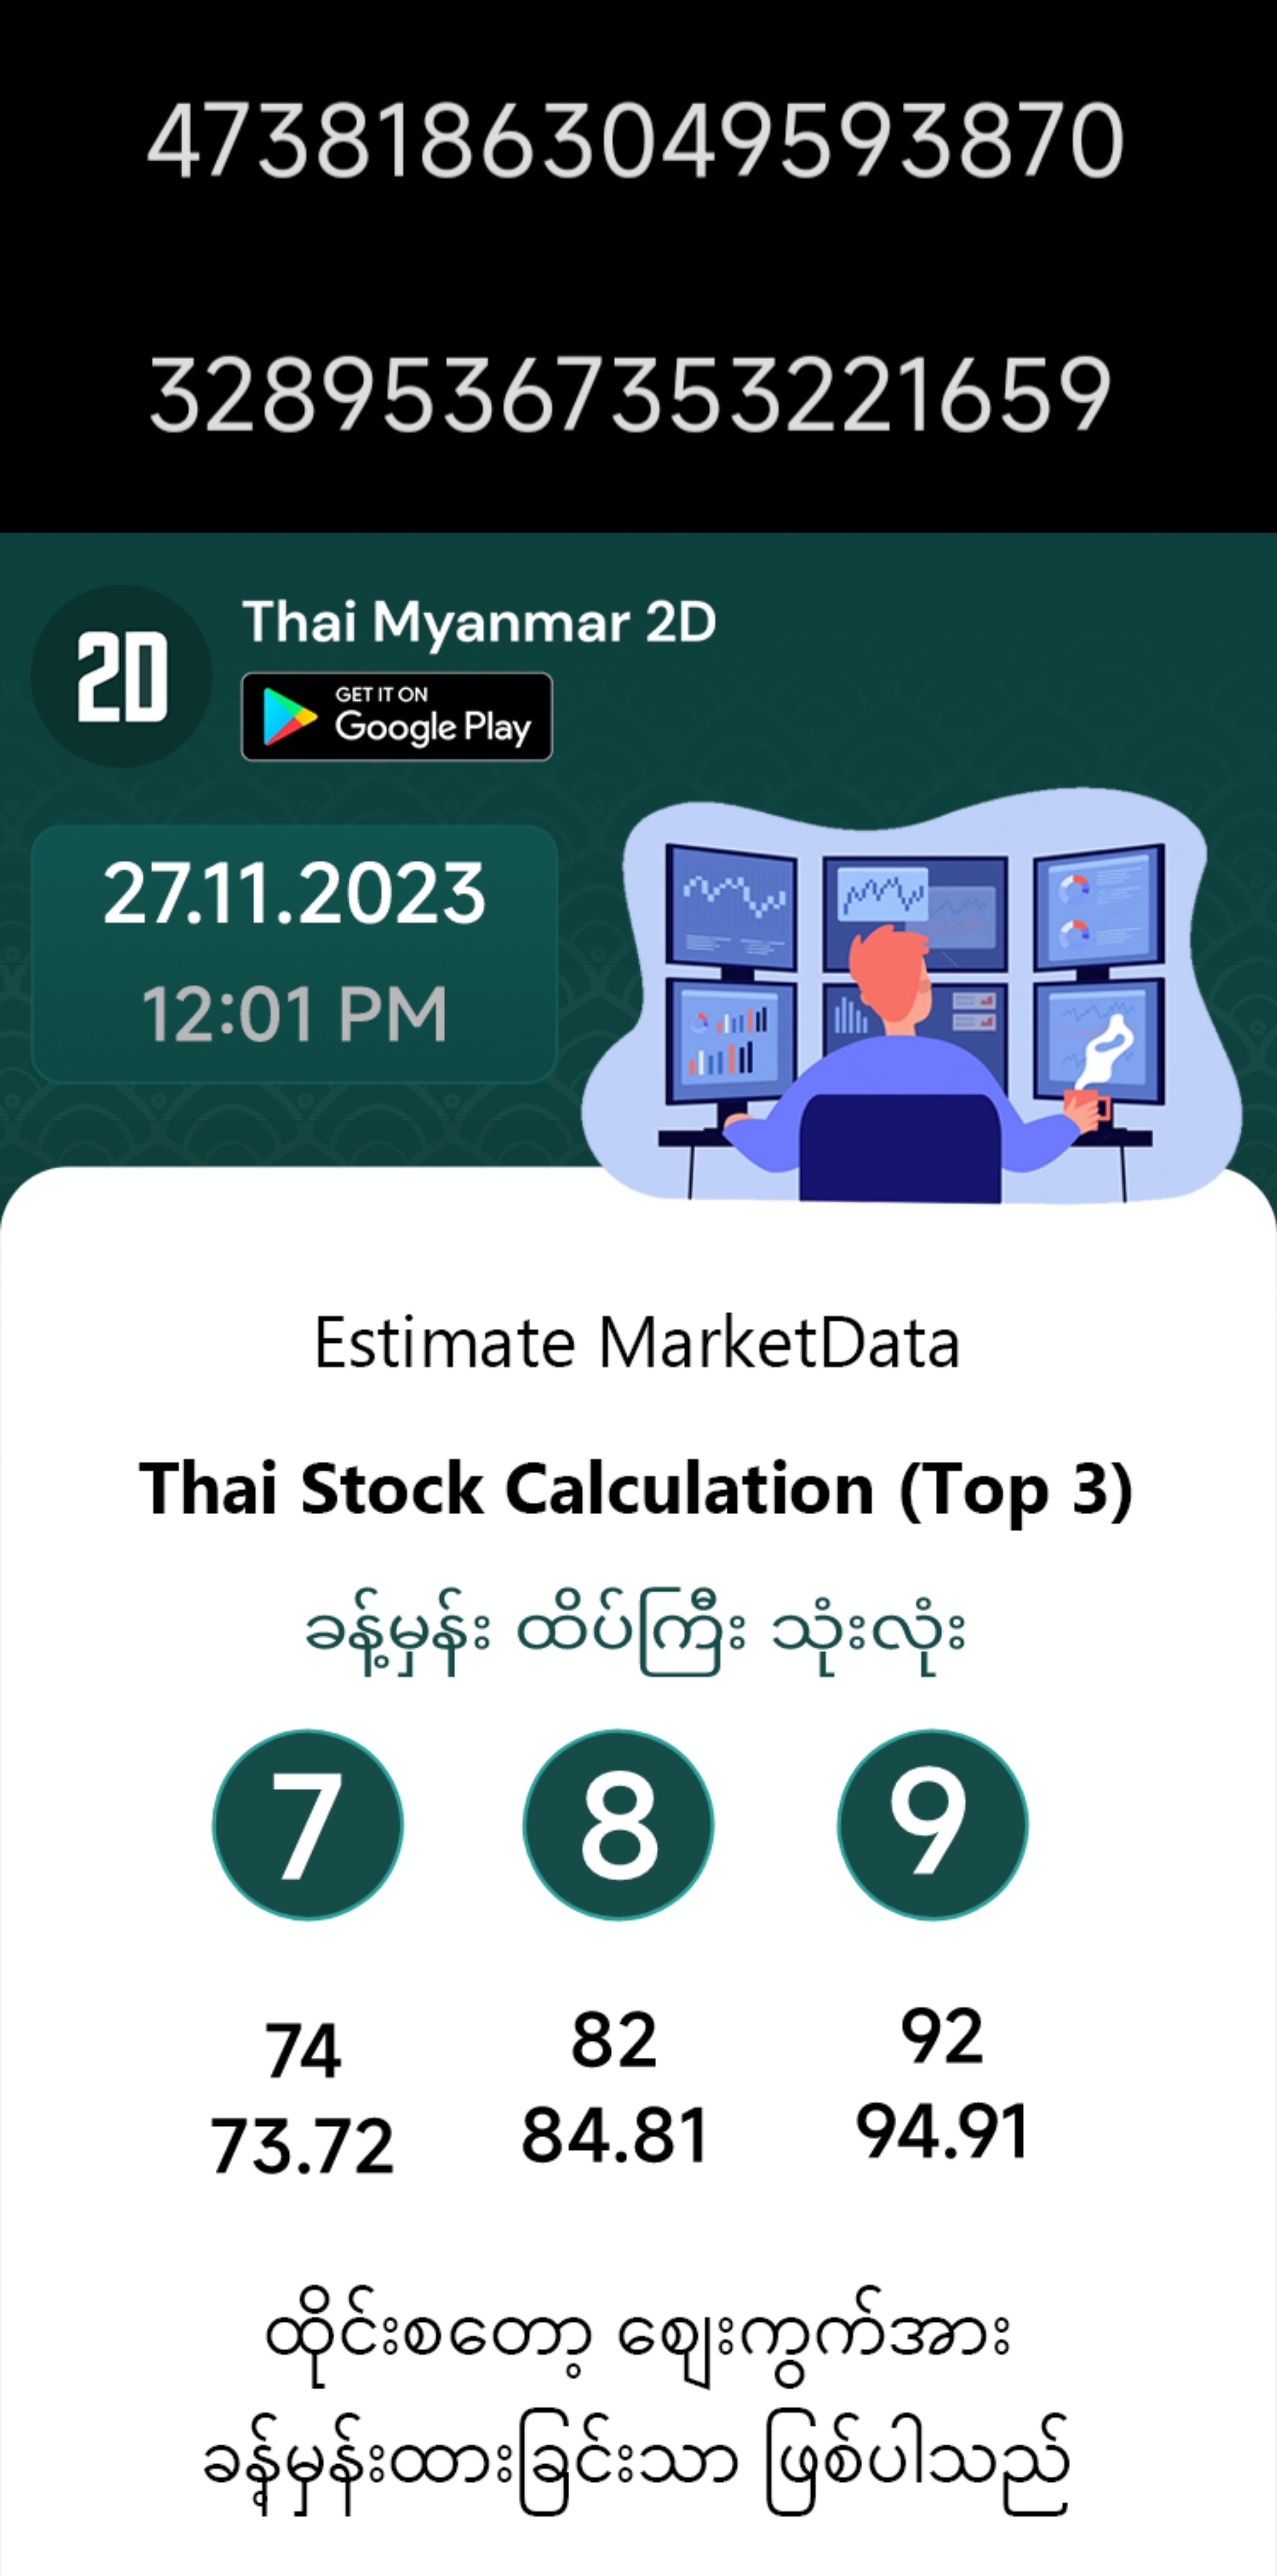 47381863049593870
32895367353221659
2D
Thai Myanmar 2D
GET IT ON
Google Play
27.11.2023
12:01 PM
Estimate MarketData
Thai Stock Calculation (Top 3)
ခန့်မှန်း ထိပ်ကြီး သုံးလုံး
7 8 9
74 82 92
73.72 84.81 94.91
ထိုင်းစတော့ ဈေးကွက်အား
ခန့်မှန်းထားခြင်းသာ ဖြစ်ပါသည်